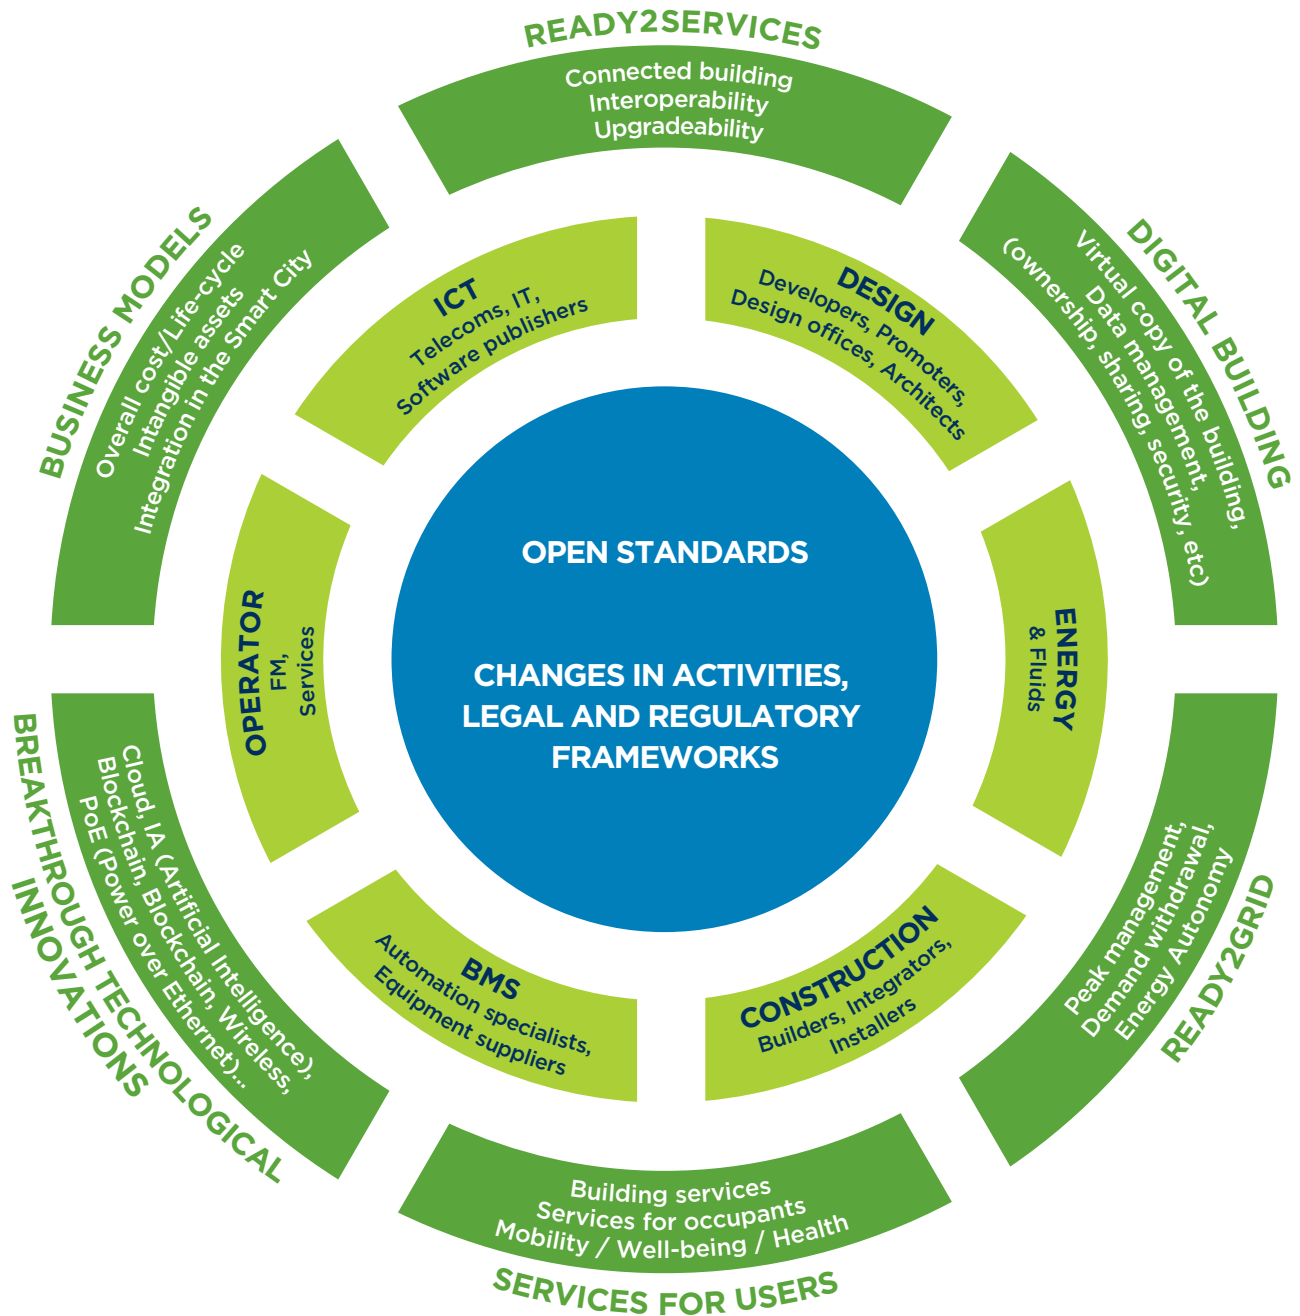 READY2SERVICES
Connected building
Interoperability
Upgradeability
DIGITAL BUILDING
Virtual copy of the building,
Data management,
(ownership, sharing, security, etc)
READY2GRID
Peak management,
Demand withdrawal,
Energy Autonomy
SERVICES FOR USERS
Building services
Services for occupants
Mobility / Well-being / Health
BREAKTHROUGH TECHNOLOGICAL
INNOVATIONS
Cloud, IA (Artificial Intelligence),
Blockchain, Blockchain, Wireless,
PoE (Power over Ethernet)...
BUSINESS MODELS
Overall cost/Life-cycle
Intangible assets
Integration in the Smart City
ICT
Telecoms, IT,
Software publishers
DESIGN
Developers, Promoters,
Design offices, Architects
ENERGY
& Fluids
CONSTRUCTION
Builders, Integrators,
Installers
BMS
Automation specialists,
Equipment suppliers
OPERATOR
FM,
Services
OPEN STANDARDS
CHANGES IN ACTIVITIES,
LEGAL AND REGULATORY
FRAMEWORKS